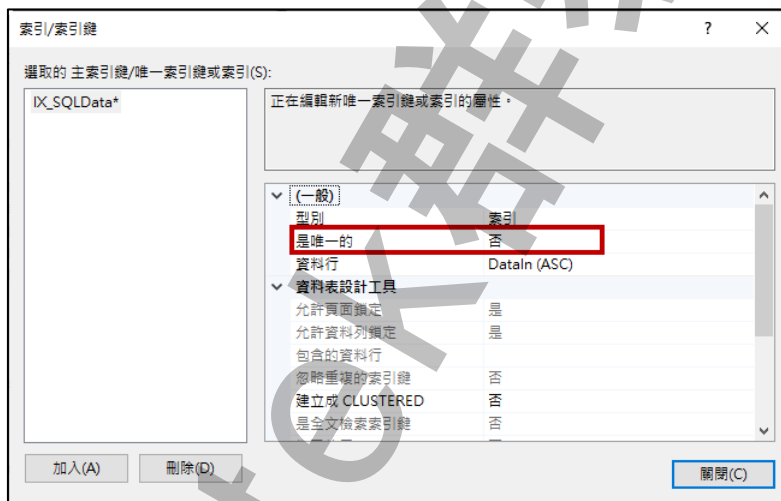 索引/索引鍵
? ×
選取的 主索引鍵/唯一索引鍵或索引(S):
IX_SQLData*
正在編輯新唯一索引鍵或索引的屬性。
(一般)
型別 索引
是唯一的 否
資料行 DataIn (ASC)
資料表設計工具
允許頁面鎖定 是
允許資料列鎖定 是
包含的資料行
忽略重複的索引鍵 否
建立成 CLUSTERED 否
是全文檢索索引鍵 否
加入(A) 刪除(D)
關閉(C)